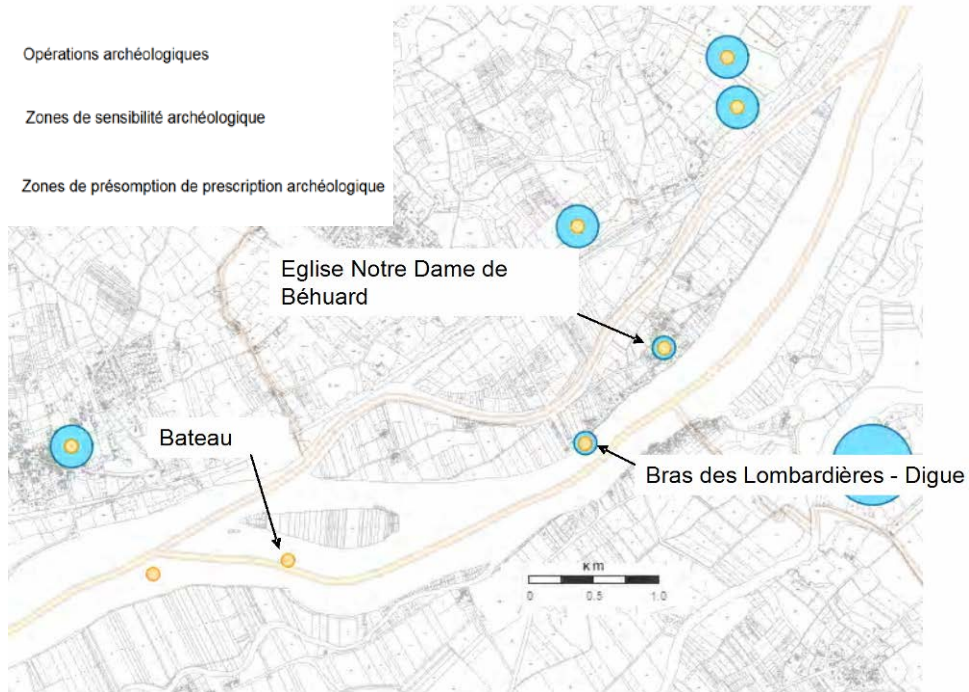 Opérations archéologiques
Zones de sensibilité archéologique
Zones de présomption de prescription archéologique
Eglise Notre Dame de
Béhuard
Bateau
Bras des Lombardières - Digue
км
0 0.5 1.0